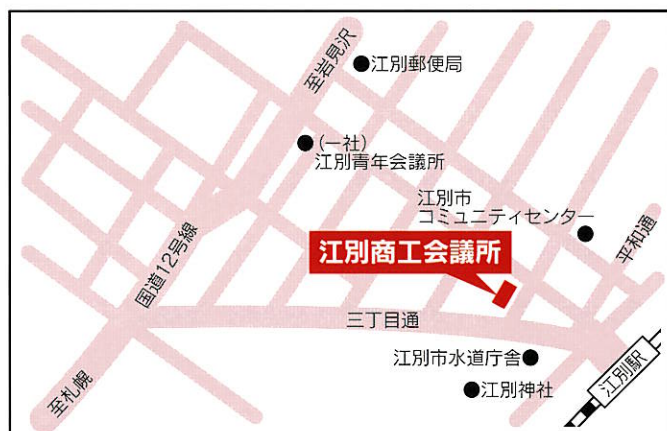 至岩見沢
江別郵便局
(一社)
江別青年会議所
江別市
コミュニティセンター
平和通
江別商工会議所
国道12号線
三丁目通
江別市水道庁舎
江別駅
至札幌
江別神社